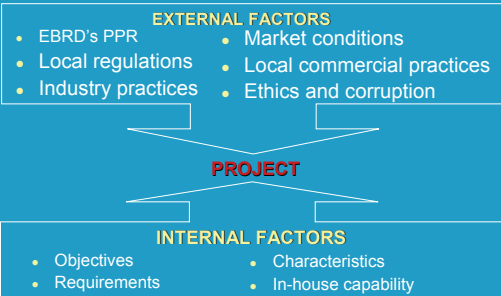 EXTERNAL FACTORS
• EBRD's PPR
• Local regulations
• Industry practices
• Market conditions
• Local commercial practices
• Ethics and corruption
PROJECT
INTERNAL FACTORS
• Objectives
• Requirements
• Characteristics
• In-house capability